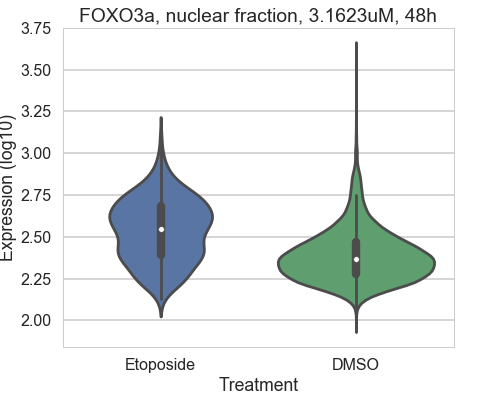 FOXO3a, nuclear fraction, 3.1623uM, 48h
Expression (log10)
3.75
3.50
3.25
3.00
2.75
2.50
2.25
2.00
Etoposide
DMSO
Treatment